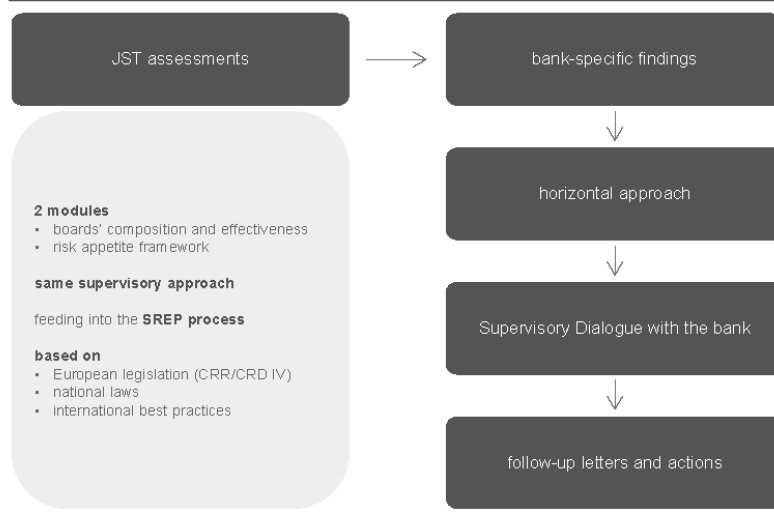 JST assessments
bank-specific findings
horizontal approach
Supervisory Dialogue with the bank
follow-up letters and actions
2 modules
• boards' composition and effectiveness
• risk appetite framework
same supervisory approach
feeding into the SREP process
based on
• European legislation (CRR/CRD IV)
• national laws
• international best practices